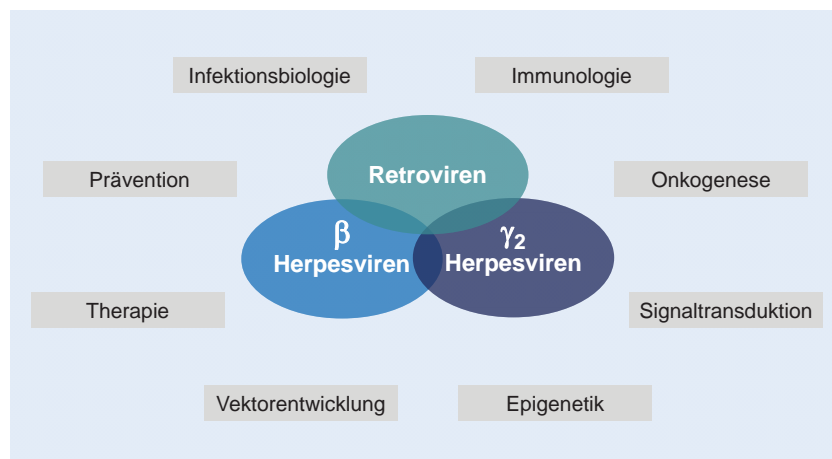 Infektionsbiologie
Immunologie
Prävention
Retroviren
Onkogenese
β
Herpesviren
γ2
Herpesviren
Therapie
Signaltransduktion
Vektorentwicklung
Epigenetik